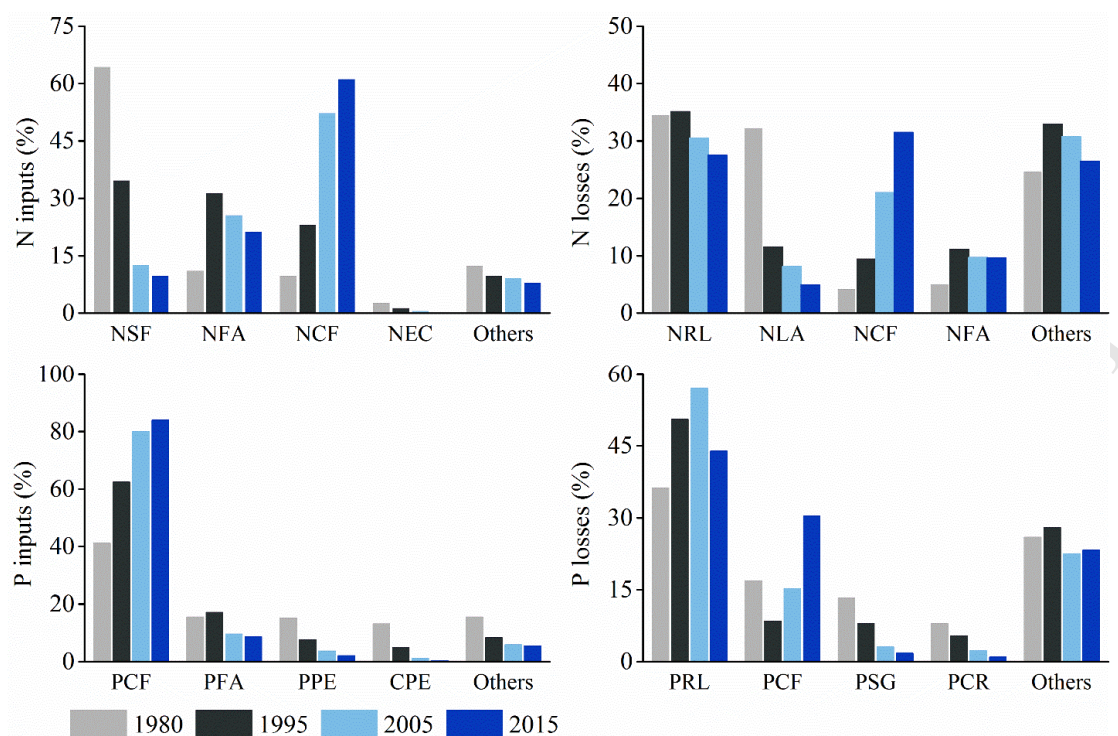 N inputs (%)
75
60
45
30
15
0
NSF NFA NCF NEC Others
N losses (%)
50
40
30
20
10
0
NRL NLA NCF NFA Others
P inputs (%)
100
80
60
40
20
0
PCF PFA PPE CPE Others
P losses (%)
60
45
30
15
0
PRL PCF PSG PCR Others
1980 1995 2005 2015